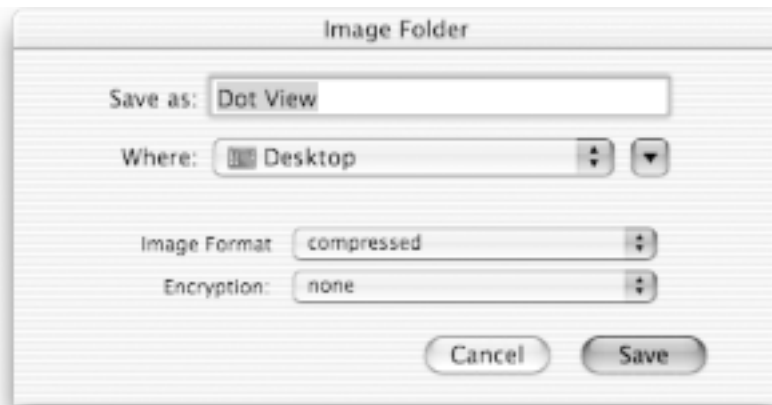 Image Folder
Save as: Dot View
Where: Desktop
Image Format compressed
Encryption: none
Cancel Save